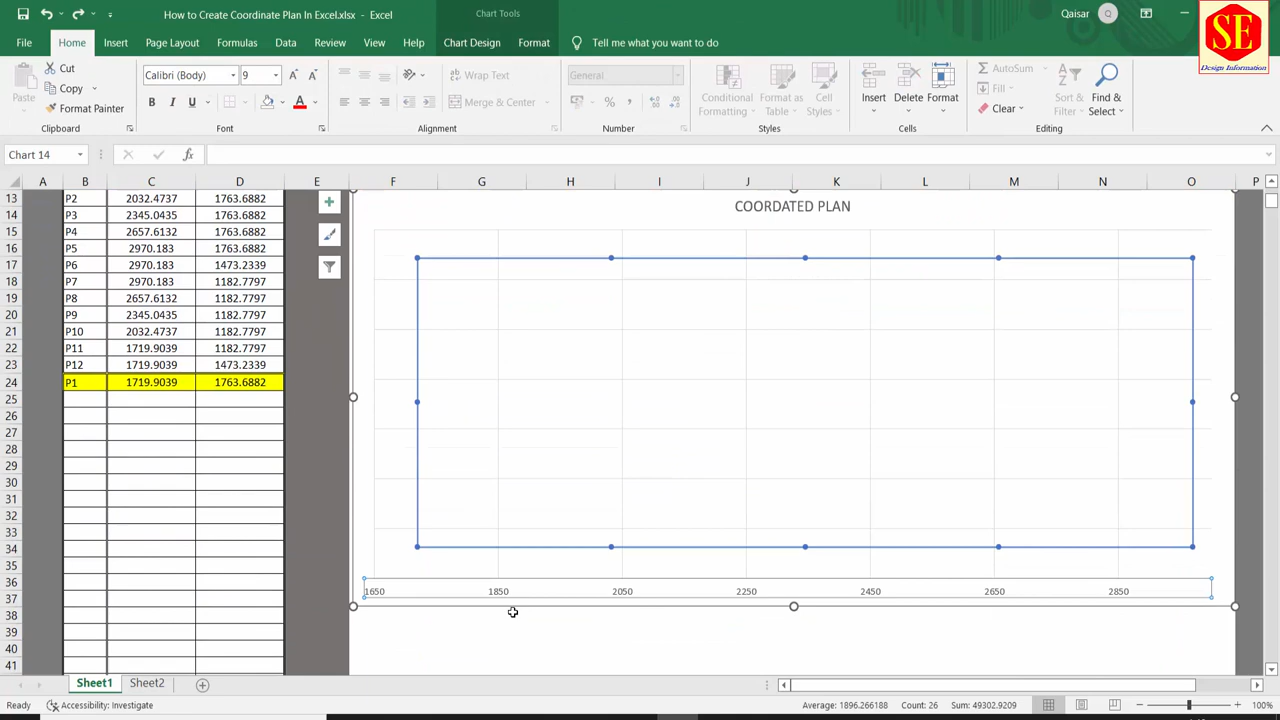 How to Create Coordinate Plan In Excel.xlsx - Excel
Chart Tools
Qaisar Q
SE
Design Information
File Home Insert Page Layout Formulas Data Review View Help Chart Design Format Tell me what you want to do
Paste
Cut
Copy
Format Painter
Clipboard
Calibri (Body) 9
B I U
Font
Wrap Text
Merge & Center
Alignment
General
Number
Conditional Formatting
Format as Table
Cell Styles
Styles
Insert Delete Format
Cells
AutoSum
Fill
Clear
Sort & Filter
Find & Select
Editing
Chart 14
fx
A B C D E F G H I J K L M N O P
13 P2 2032.4737 1763.6882
14 P3 2345.0435 1763.6882
15 P4 2657.6132 1763.6882
16 P5 2970.183 1763.6882
17 P6 2970.183 1473.2339
18 P7 2970.183 1182.7797
19 P8 2657.6132 1182.7797
20 P9 2345.0435 1182.7797
21 P10 2032.4737 1182.7797
22 P11 1719.9039 1182.7797
23 P12 1719.9039 1473.2339
24 P1 1719.9039 1763.6882
25
26
27
28
29
30
31
32
33
34
35
36
37
38
39
40
41
COORDATED PLAN
1650 1850 2050 2250 2450 2650 2850
Sheet1 Sheet2
Ready Accessibility: Investigate Average: 1896.266188 Count: 26 Sum: 49302.9209 100%